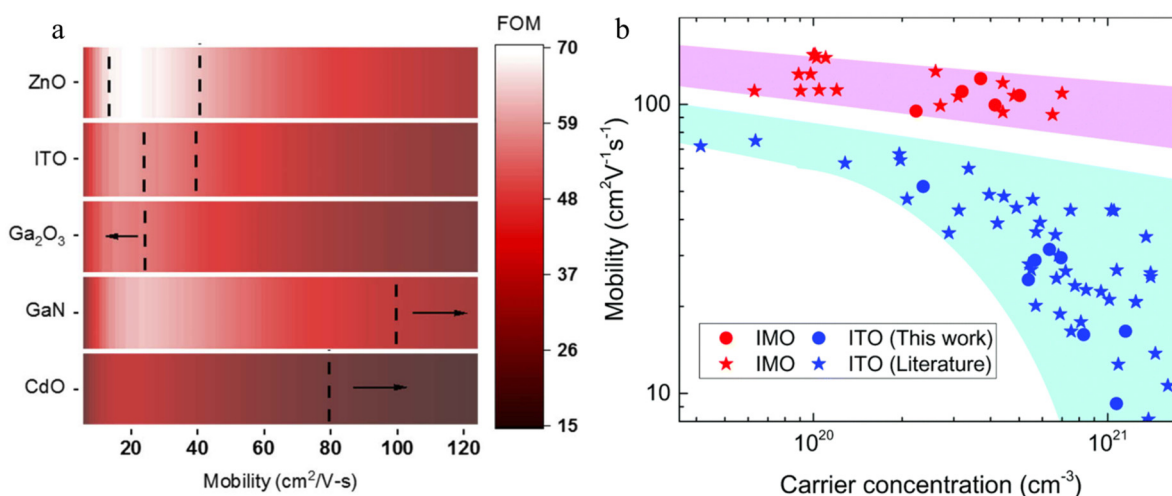 a
FOM
ZnO
ITO
Ga₂O₃
GaN
CdO
70
59
48
37
26
15
20 40 60 80 100 120
Mobility (cm²/V-s)
b
Mobility (cm²V⁻¹s⁻¹)
100
10
IMO ITO (This work)
IMO ITO (Literature)
10²⁰ 10²¹
Carrier concentration (cm⁻³)